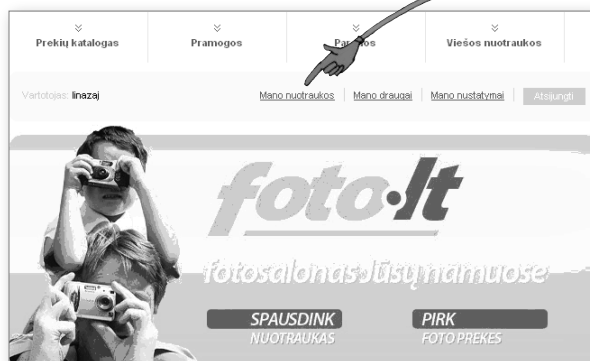 Prekių katalogas Pramogos Viešos nuotraukos
Vartotojas: linazaj Mano nuotraukos Mano draugai Mano nustatymai Atsijungti
foto.lt
fotosalonas Jūsų namuose
SPAUSDINK PIRK
NUOTRAUKAS FOTO PREKES